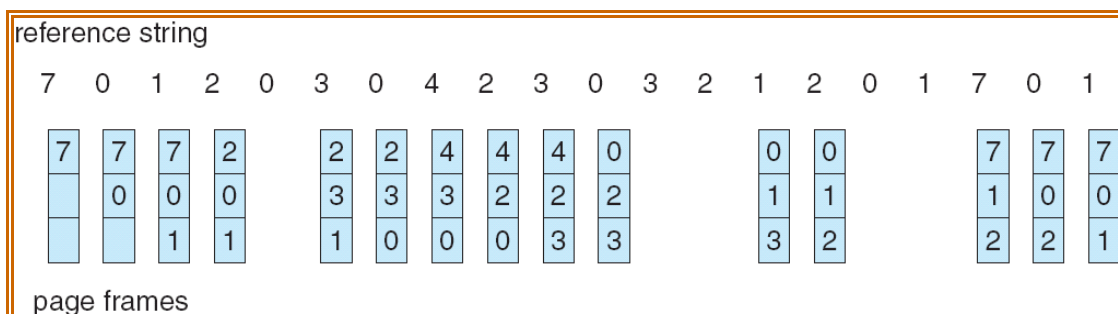 reference string
7 0 1 2 0 3 0 4 2 3 0 3 2 1 2 0 1 7 0 1
7 7 7 2 2 2 4 4 4 0 0 0 7 7 7
0 0 0 3 3 3 2 2 2 1 1 1 0 0
1 1 1 0 0 0 3 3 3 2 2 2 1
page frames